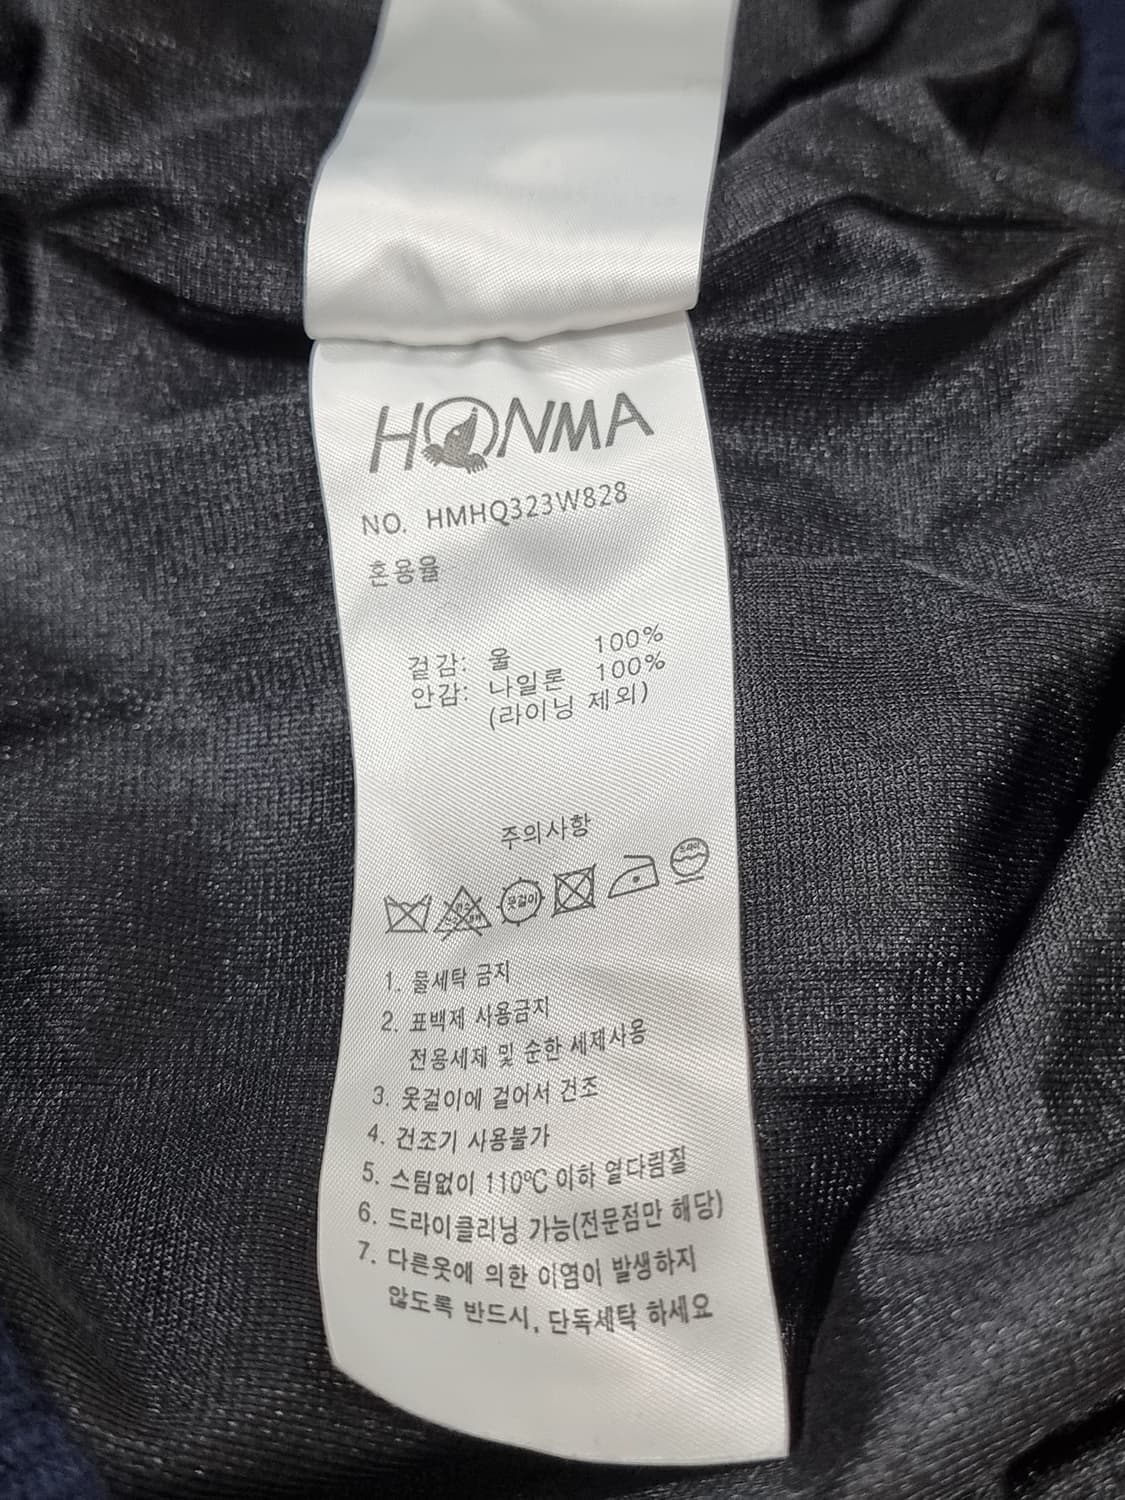 HONMA
NO. HMHQ323W828
혼용율
겉감: 울 100%
안감: 나일론 100%
(라이닝 제외)
주의사항
옷걸이
1. 물세탁 금지
2. 표백제 사용금지
전용세제 및 순한 세제사용
3. 옷걸이에 걸어서 건조
4. 건조기 사용불가
5. 스팀없이 110℃ 이하 열다림질
6. 드라이클리닝 가능(전문점만 해당)
7. 다른옷에 의한 이염이 발생하지
않도록 반드시, 단독세탁 하세요